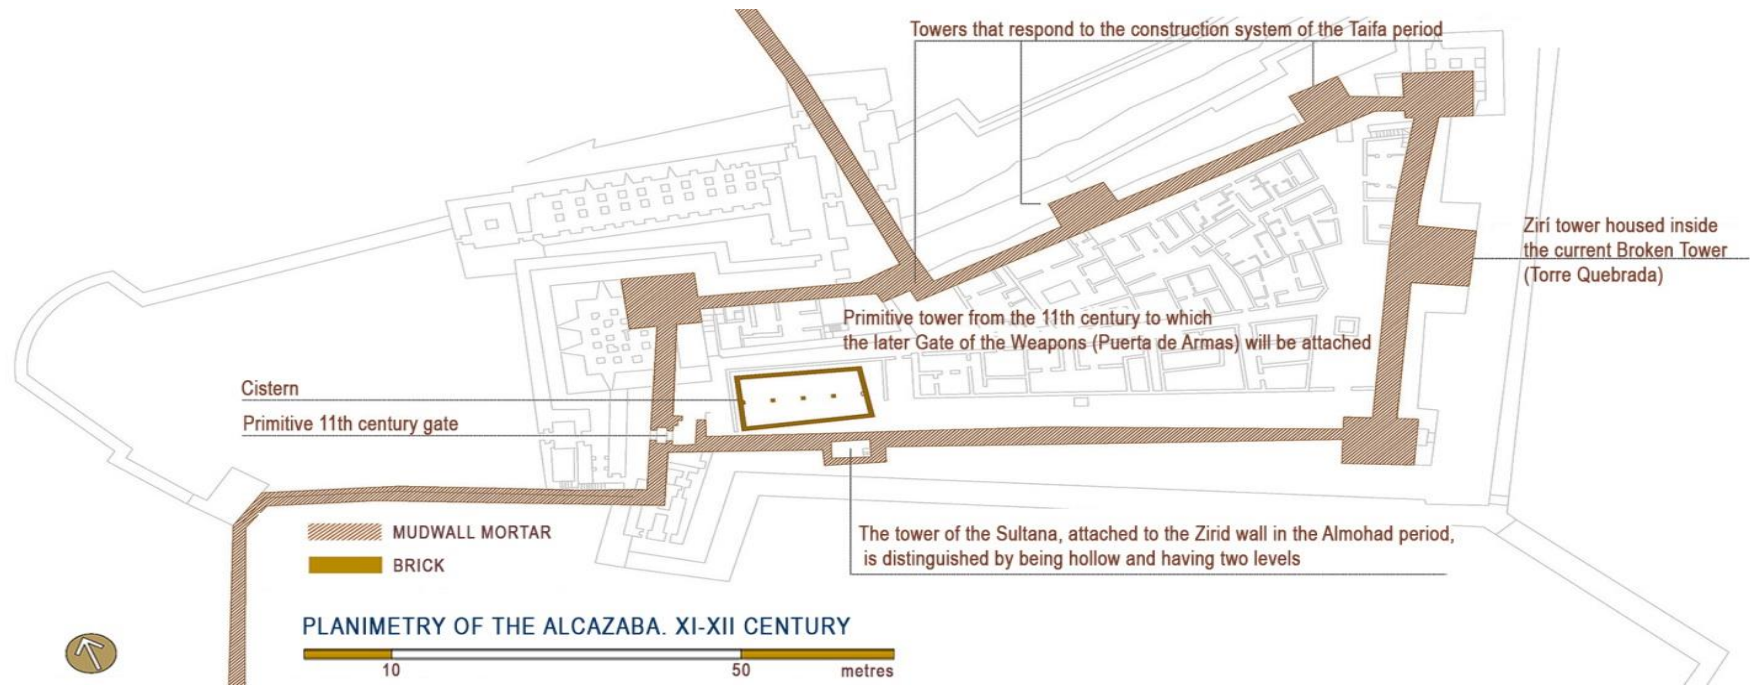 Towers that respond to the construction system of the Taifa period
Zirí tower housed inside
the current Broken Tower
(Torre Quebrada)
Primitive tower from the 11th century to which
the later Gate of the Weapons (Puerta de Armas) will be attached
Cistern
Primitive 11th century gate
MUDWALL MORTAR
BRICK
The tower of the Sultana, attached to the Zirid wall in the Almohad period,
is distinguished by being hollow and having two levels
PLANIMETRY OF THE ALCAZABA. XI-XII CENTURY
10 50 metres